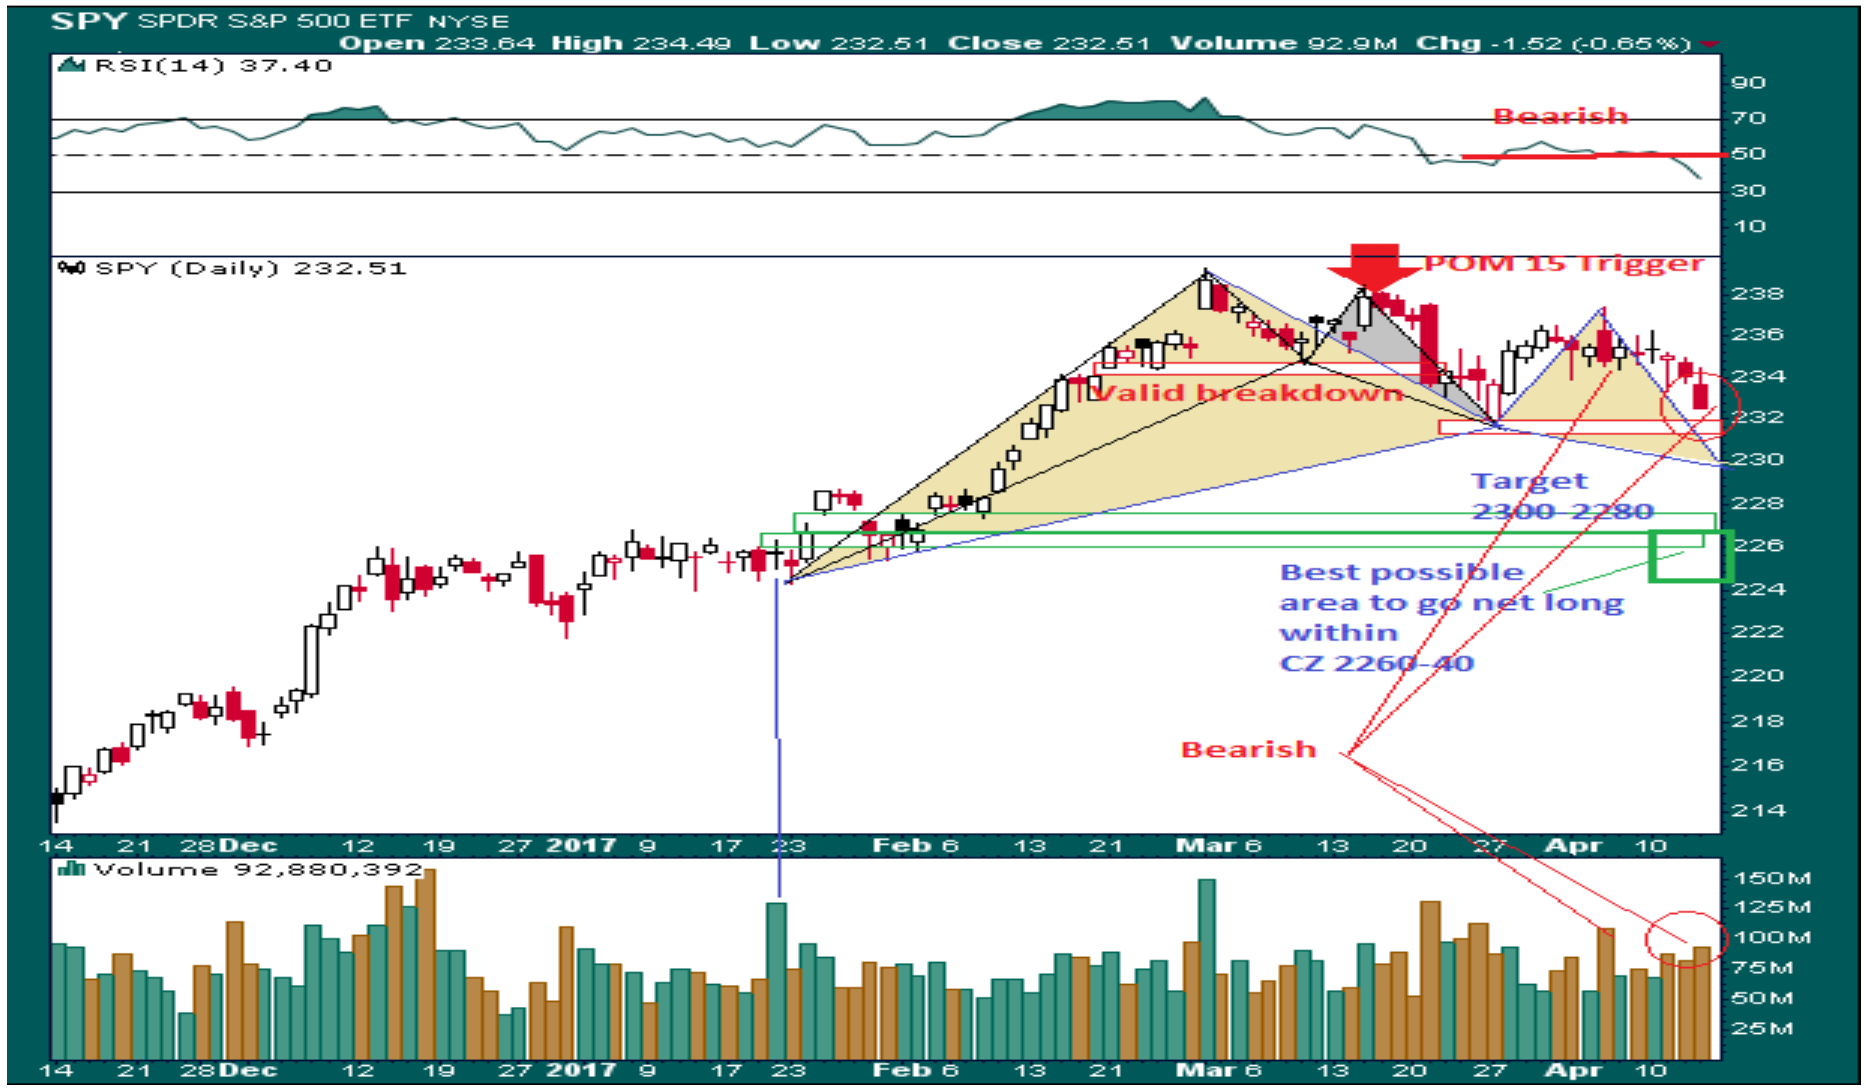 SPY SPDR S&P 500 ETF NYSE
Open 233.64 High 234.49 Low 232.51 Close 232.51 Volume 92.9M Chg -1.52 (-0.65%)
RSI(14) 37.40
90
Bearish
70
50
30
10
SPY (Daily) 232.51
POM 15 Trigger
238
236
234
Valid breakdown
232
230
Target
2300-2280
228
226
Best possible
area to go net long
within
CZ 2260-40
224
222
220
218
Bearish
216
214
14 21 28 Dec 12 19 27 2017 9 17 23 Feb 6 13 21 Mar 6 13 20 27 Apr 10
Volume 92,880,392
150M
125M
100M
75M
50M
25M
14 21 28 Dec 12 19 27 2017 9 17 23 Feb 6 13 21 Mar 6 13 20 27 Apr 10